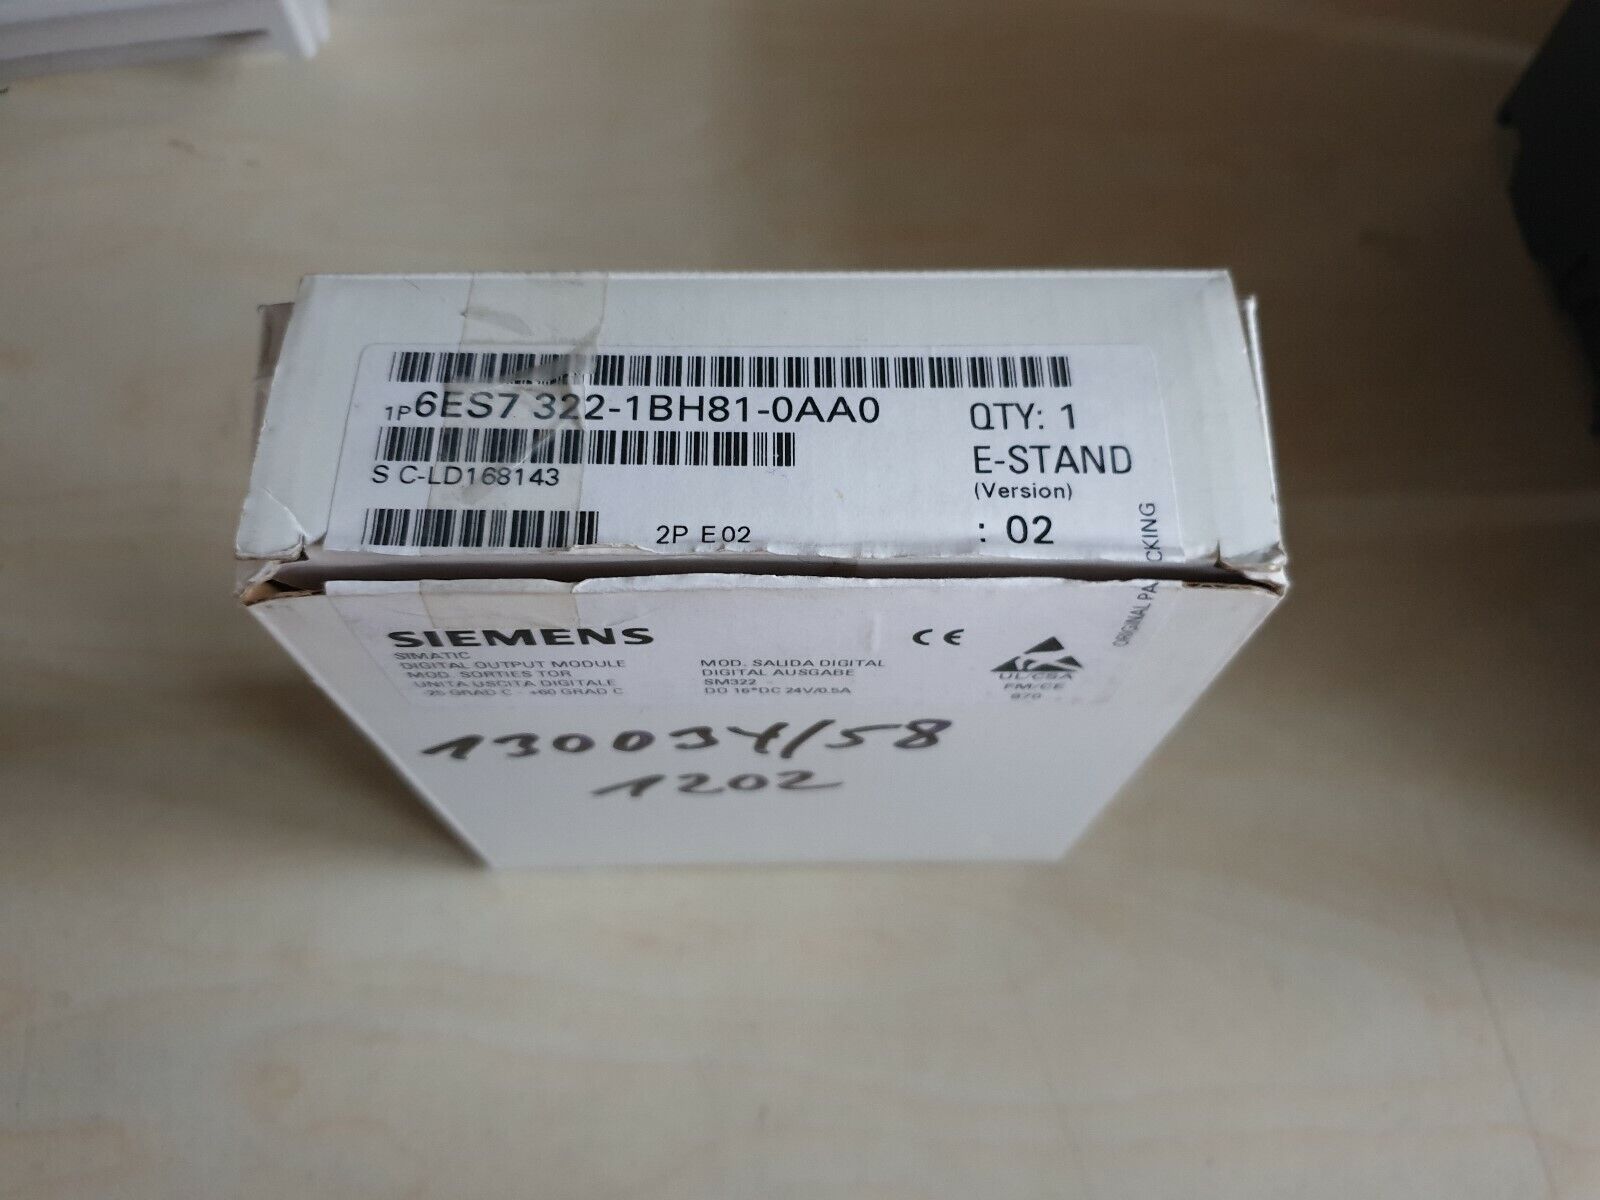 1P 6ES7 322-1BH81-0AA0
QTY: 1
S C-LD168143
E-STAND
(Version)
2P E02
: 02
ORIGINAL PACKING
SIEMENS
SIMATIC
DIGITAL OUTPUT MODULE
MOD. SORTIES TOR
UNITA USCITA DIGITALE
-25 GRAD C +60 GRAD C
MOD. SALIDA DIGITAL
DIGITAL AUSGABE
SM322
DO 16*DC 24V/0.5A
CE
UL/CSA
FM-CE
970
130034/58
1202